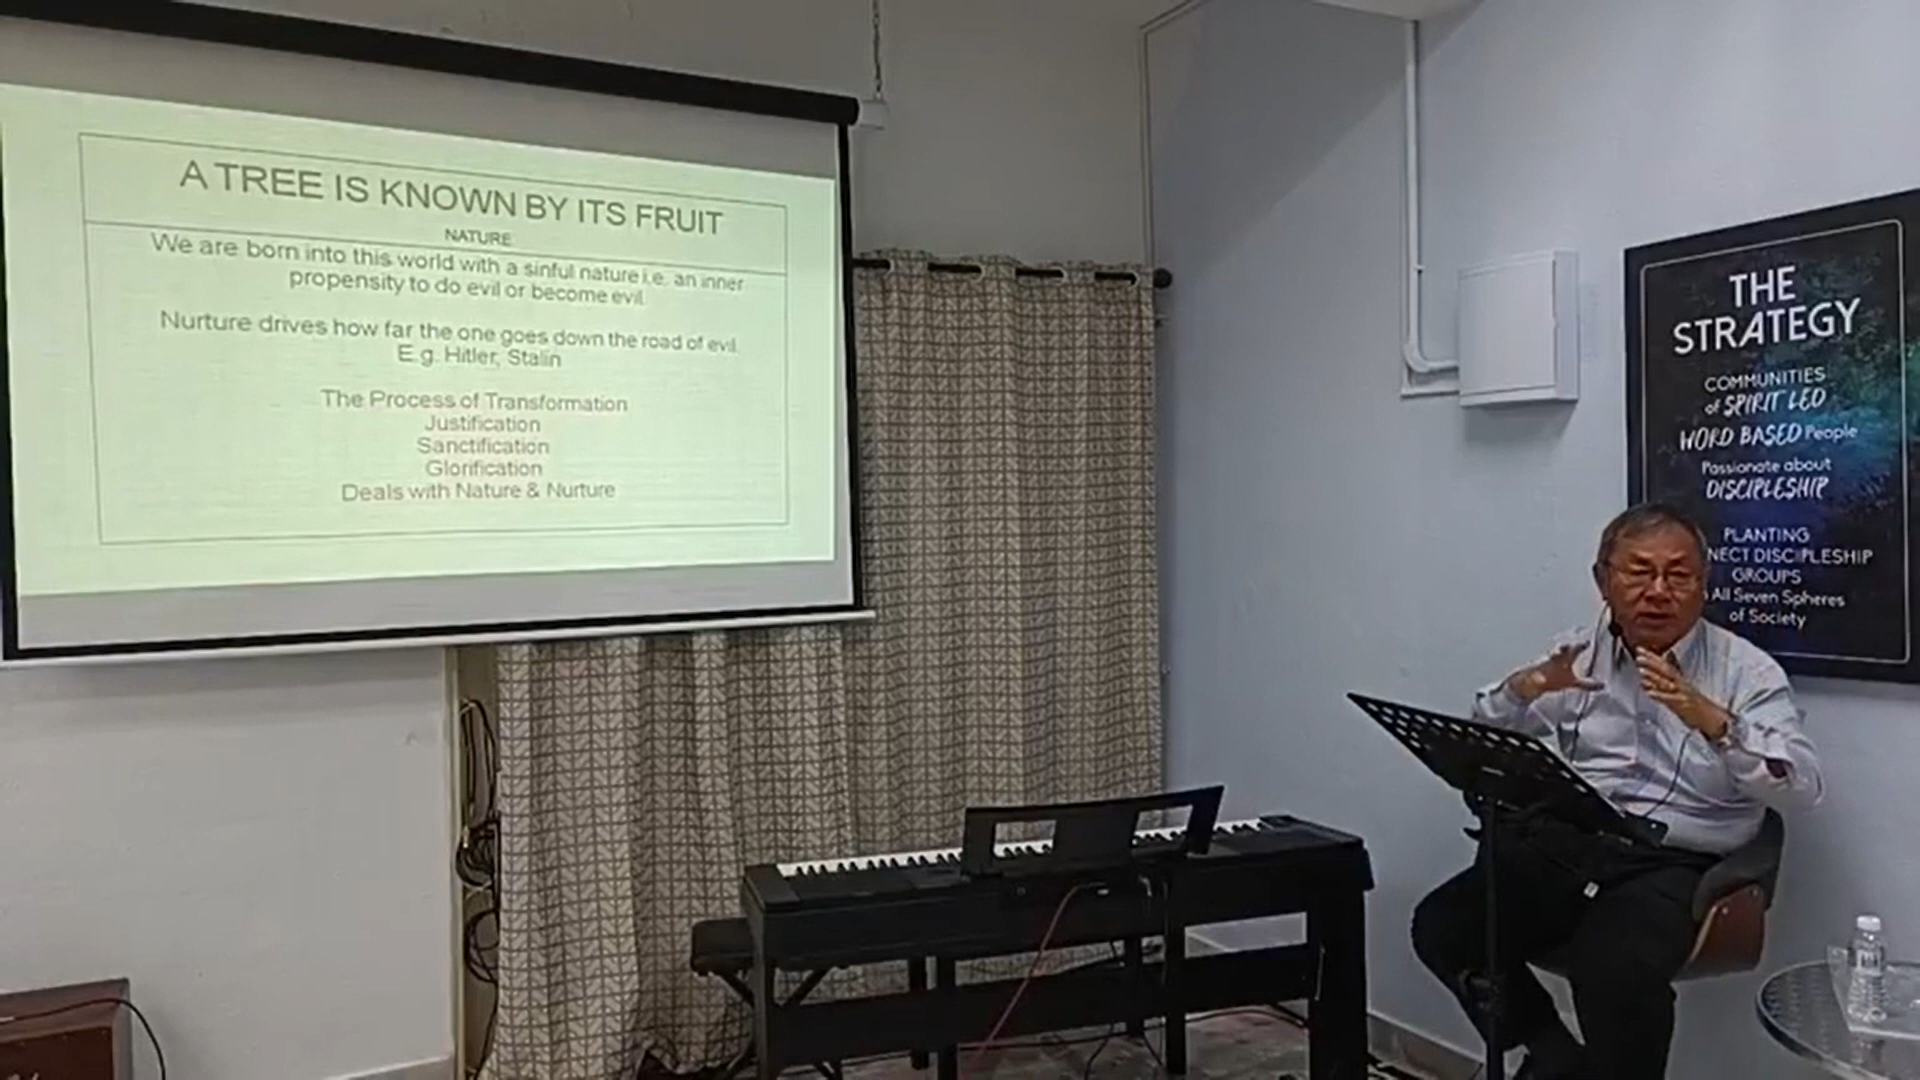 A TREE IS KNOWN BY ITS FRUIT
NATURE
We are born into this world with a sinful nature i.e. an inner
propensity to do evil or become evil.
Nurture drives how far the one goes down the road of evil.
E.g. Hitler, Stalin
The Process of Transformation
Justification
Sanctification
Glorification
Deals with Nature & Nurture
THE
STRATEGY
COMMUNITIES
of SPIRIT LED
WORD BASED People
Passionate about
DISCIPLESHIP
PLANTING
NECT DISCIPLESHIP
GROUPS
All Seven Spheres
of Society